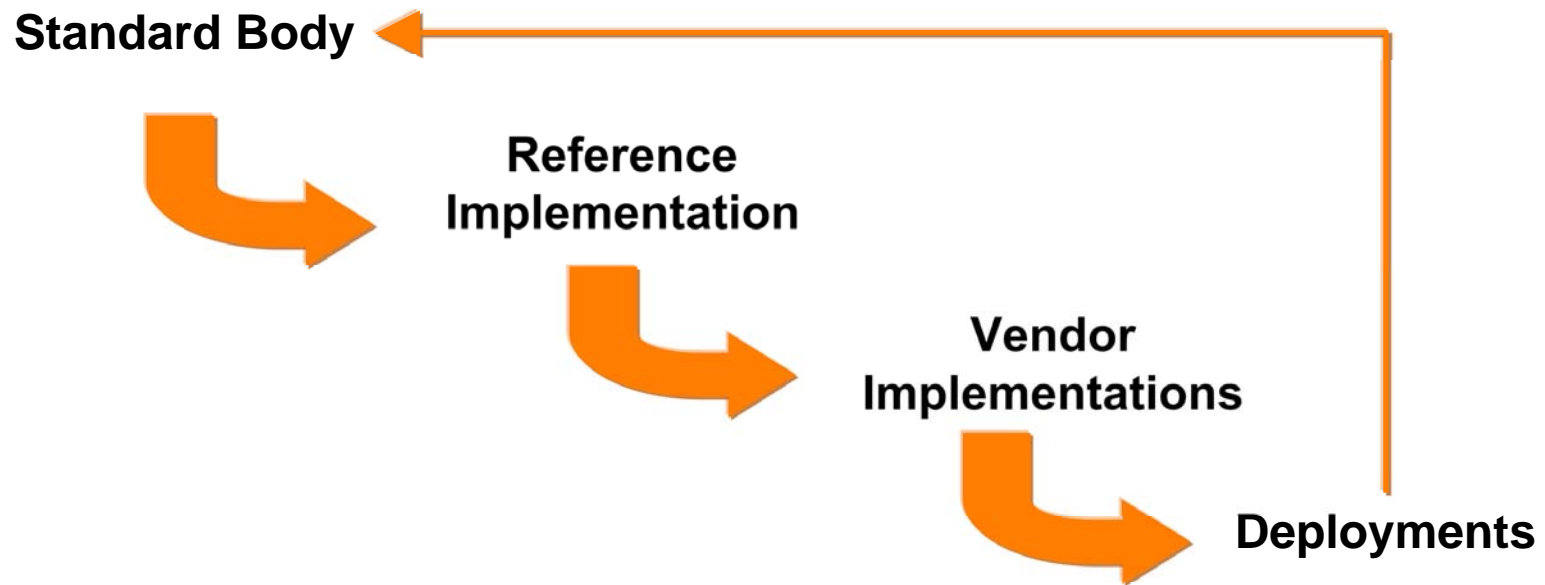 Standard Body
Reference
Implementation
Vendor
Implementations
Deployments